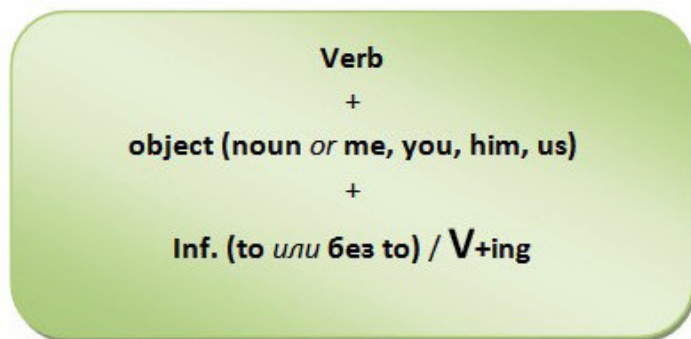 Verb
+
object (noun or me, you, him, us)
+
Inf. (to или без to) / V+ing